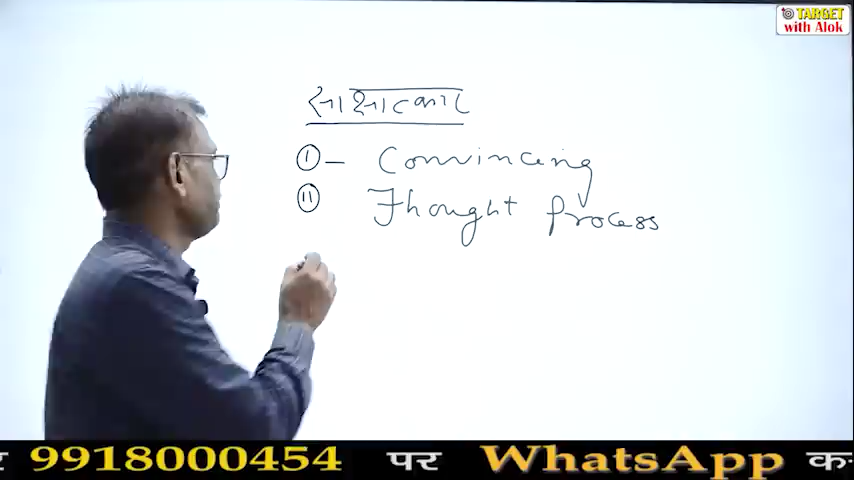 TARGET
with Alok
साक्षात्कार
(I) - Convincing
(II) Thought process
र 9918000454 पर WhatsApp क